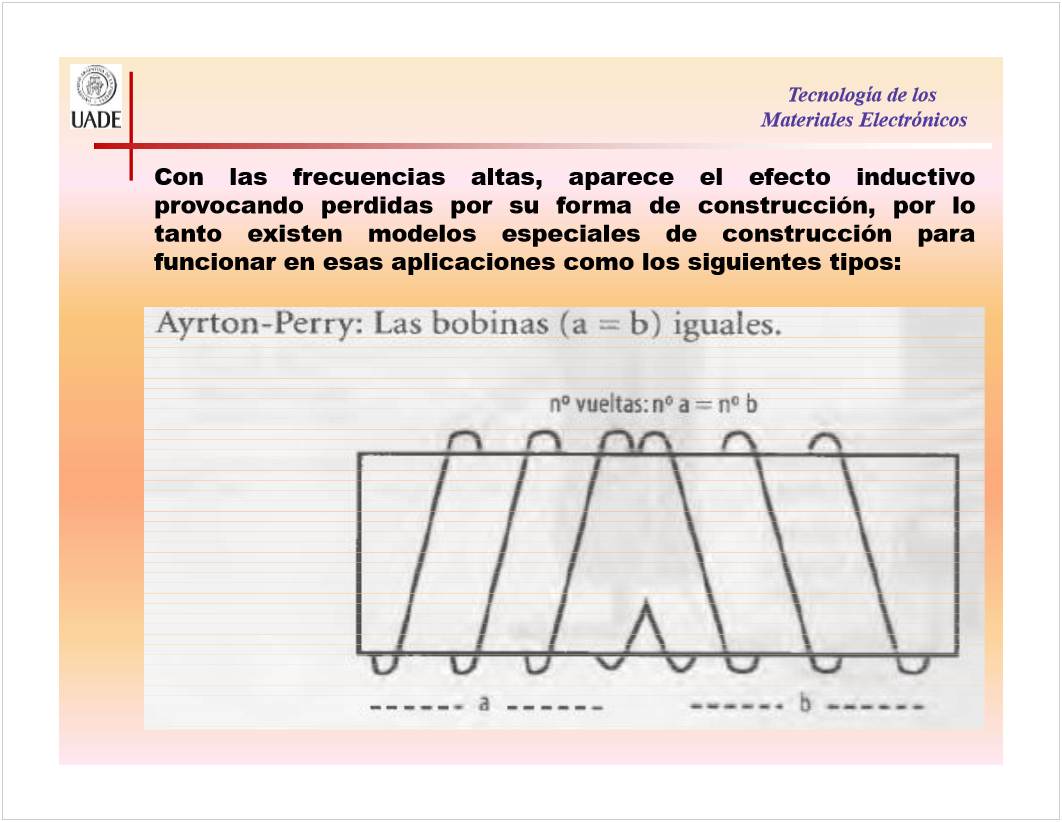 UADE
Tecnología de los
Materiales Electrónicos
Con las frecuencias altas, aparece el efecto inductivo
provocando perdidas por su forma de construcción, por lo
tanto existen modelos especiales de construcción para
funcionar en esas aplicaciones como los siguientes tipos:
Ayrton-Perry: Las bobinas (a = b) iguales.
nº vueltas: nº a = nº b
a
b